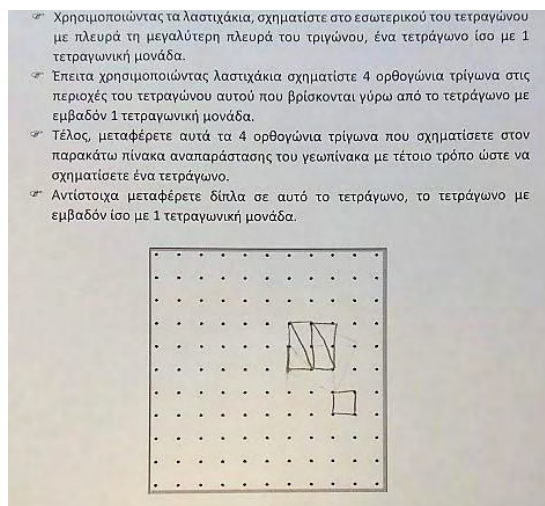 Χρησιμοποιώντας τα λαστιχάκια, σχηματίστε στο εσωτερικού του τετραγώνου
με πλευρά τη μεγαλύτερη πλευρά του τριγώνου, ένα τετράγωνο ίσο με 1
τετραγωνική μονάδα.
Έπειτα χρησιμοποιώντας λαστιχάκια σχηματίστε 4 ορθογώνια τρίγωνα στις
περιοχές του τετραγώνου αυτού που βρίσκονται γύρω από το τετράγωνο με
εμβαδόν 1 τετραγωνική μονάδα.
Τέλος, μεταφέρετε αυτά τα 4 ορθογώνια τρίγωνα που σχηματίσετε στον
παρακάτω πίνακα αναπαράστασης του γεωπίνακα με τέτοιο τρόπο ώστε να
σχηματίσετε ένα τετράγωνο.
Αντίστοιχα μεταφέρετε δίπλα σε αυτό το τετράγωνο, το τετράγωνο με
εμβαδόν ίσο με 1 τετραγωνική μονάδα.